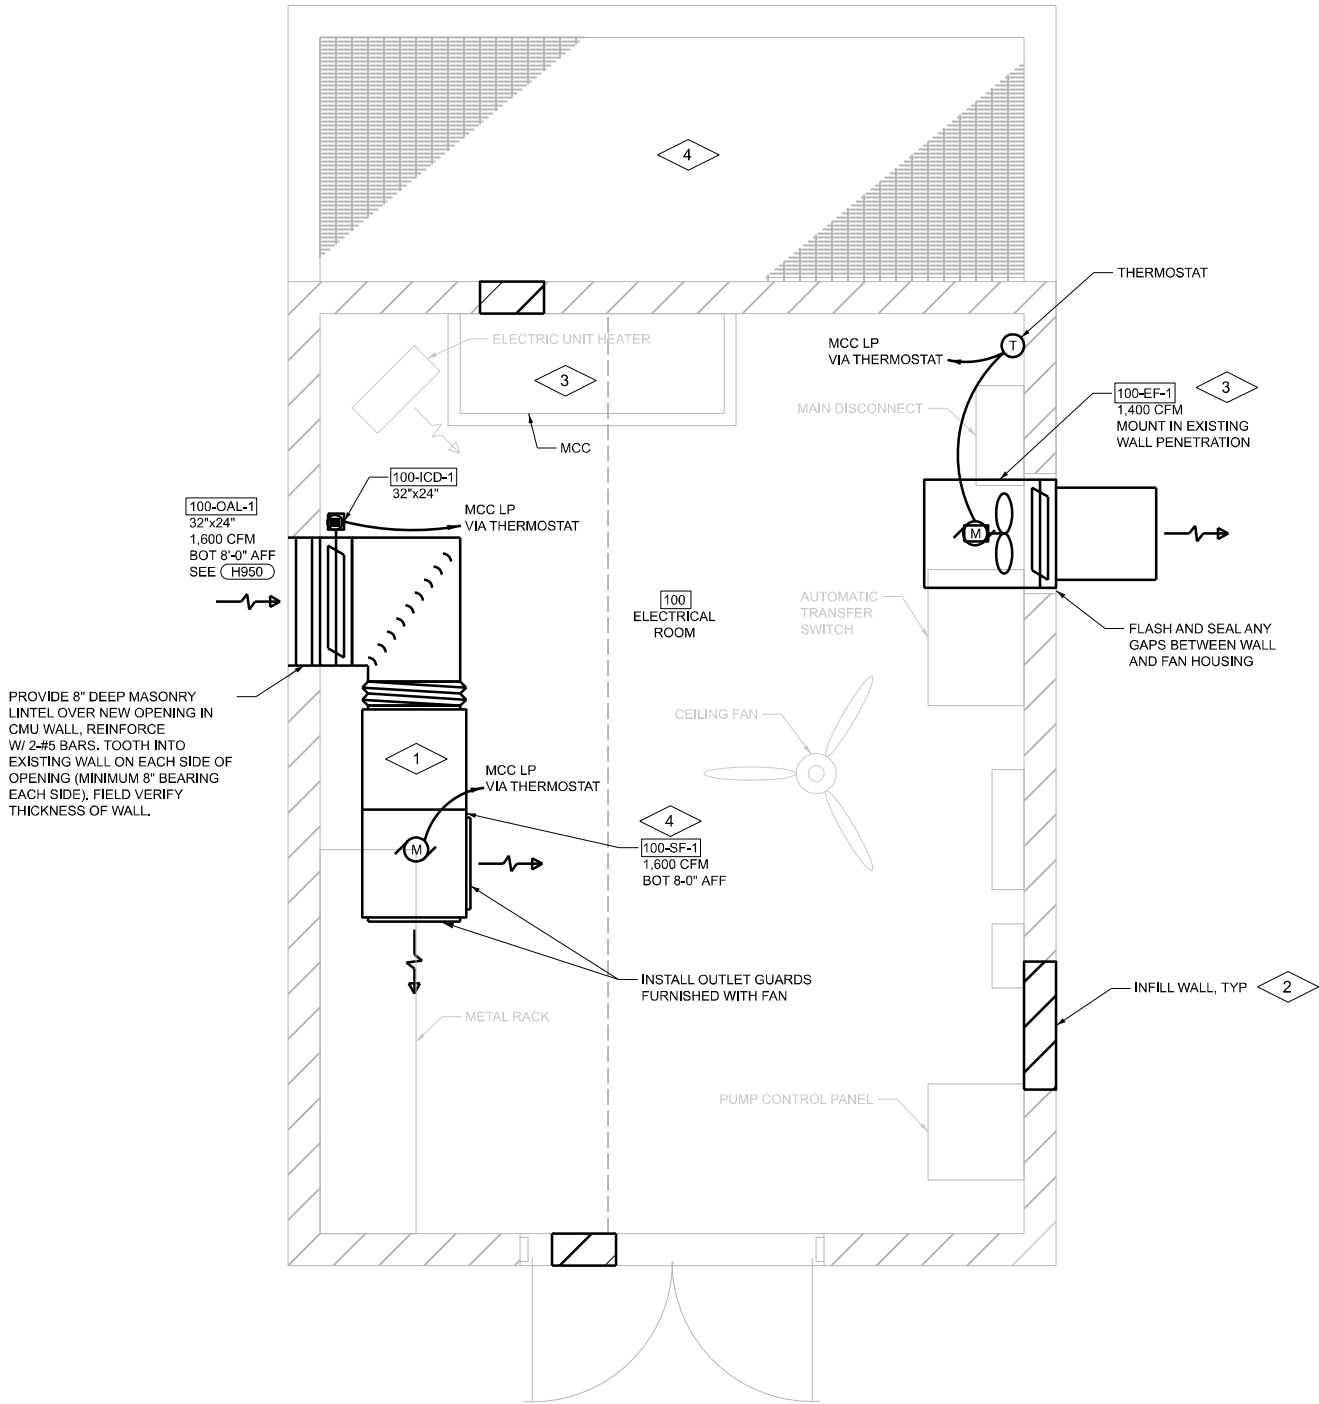 4
THERMOSTAT
ELECTRIC UNIT HEATER
MCC LP
VIA THERMOSTAT
T
3
100-EF-1
3
1,400 CFM
MOUNT IN EXISTING
WALL PENETRATION
MAIN DISCONNECT
MCC
100-ICD-1
32"x24"
100-OAL-1
32"x24"
1,600 CFM
BOT 8'-0" AFF
SEE H950
MCC LP
VIA THERMOSTAT
M
100
ELECTRICAL
ROOM
AUTOMATIC
TRANSFER
SWITCH
FLASH AND SEAL ANY
GAPS BETWEEN WALL
AND FAN HOUSING
PROVIDE 8" DEEP MASONRY
LINTEL OVER NEW OPENING IN
CMU WALL, REINFORCE
W/ 2-#5 BARS. TOOTH INTO
EXISTING WALL ON EACH SIDE OF
OPENING (MINIMUM 8" BEARING
EACH SIDE). FIELD VERIFY
THICKNESS OF WALL.
CEILING FAN
1
MCC LP
VIA THERMOSTAT
4
100-SF-1
1,600 CFM
BOT 8-0" AFF
M
INSTALL OUTLET GUARDS
FURNISHED WITH FAN
INFILL WALL, TYP
2
METAL RACK
PUMP CONTROL PANEL